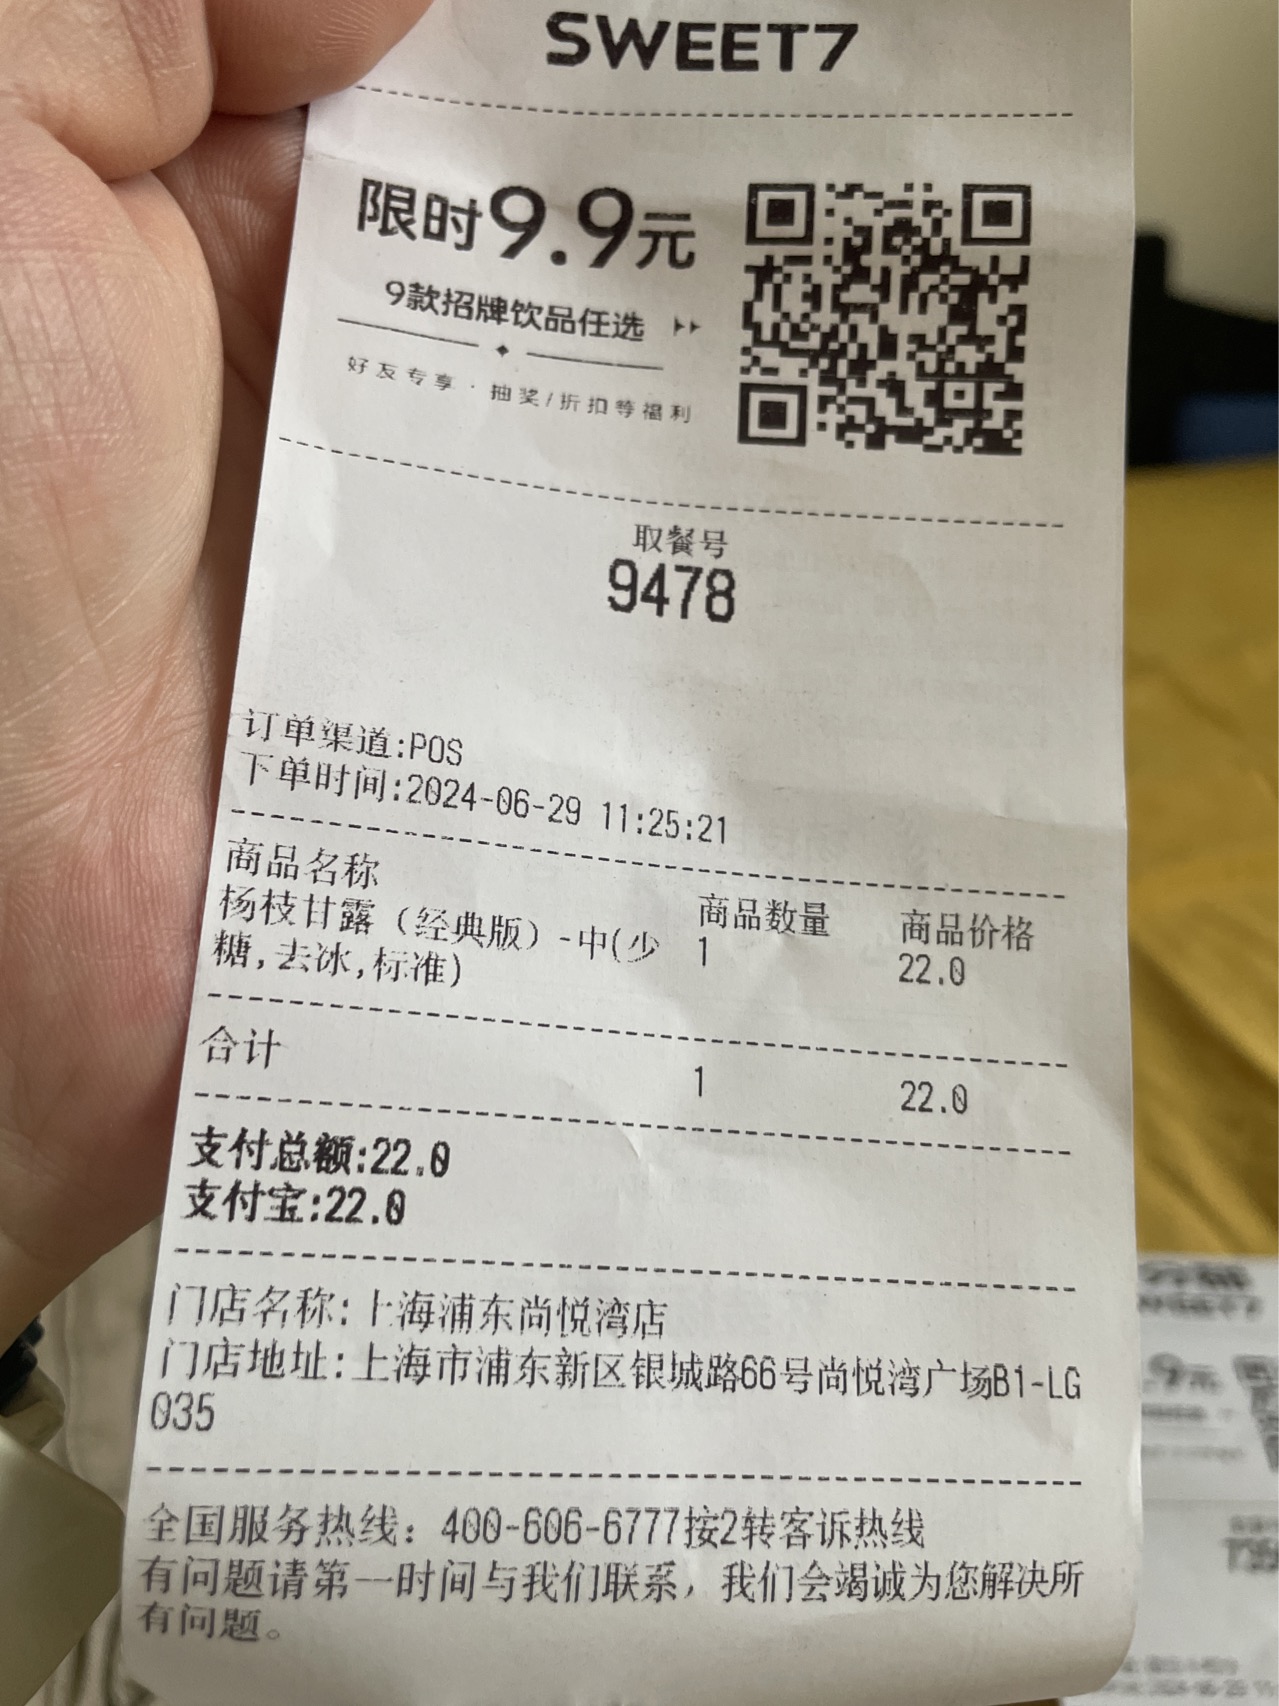 SWEET7
限时9.9元
9款招牌饮品任选
好友专享·抽奖/折扣等福利
取餐号
9478
订单渠道:POS
下单时间:2024-06-29 11:25:21
商品名称 商品数量 商品价格
杨枝甘露（经典版）-中(少 1 22.0
糖,去冰,标准)
合计 1 22.0
支付总额:22.0
支付宝:22.0
门店名称:上海浦东尚悦湾店
门店地址:上海市浦东新区银城路66号尚悦湾广场B1-LG
035
全国服务热线：400-606-6777按2转客诉热线
有问题请第一时间与我们联系，我们会竭诚为您解决所
有问题。